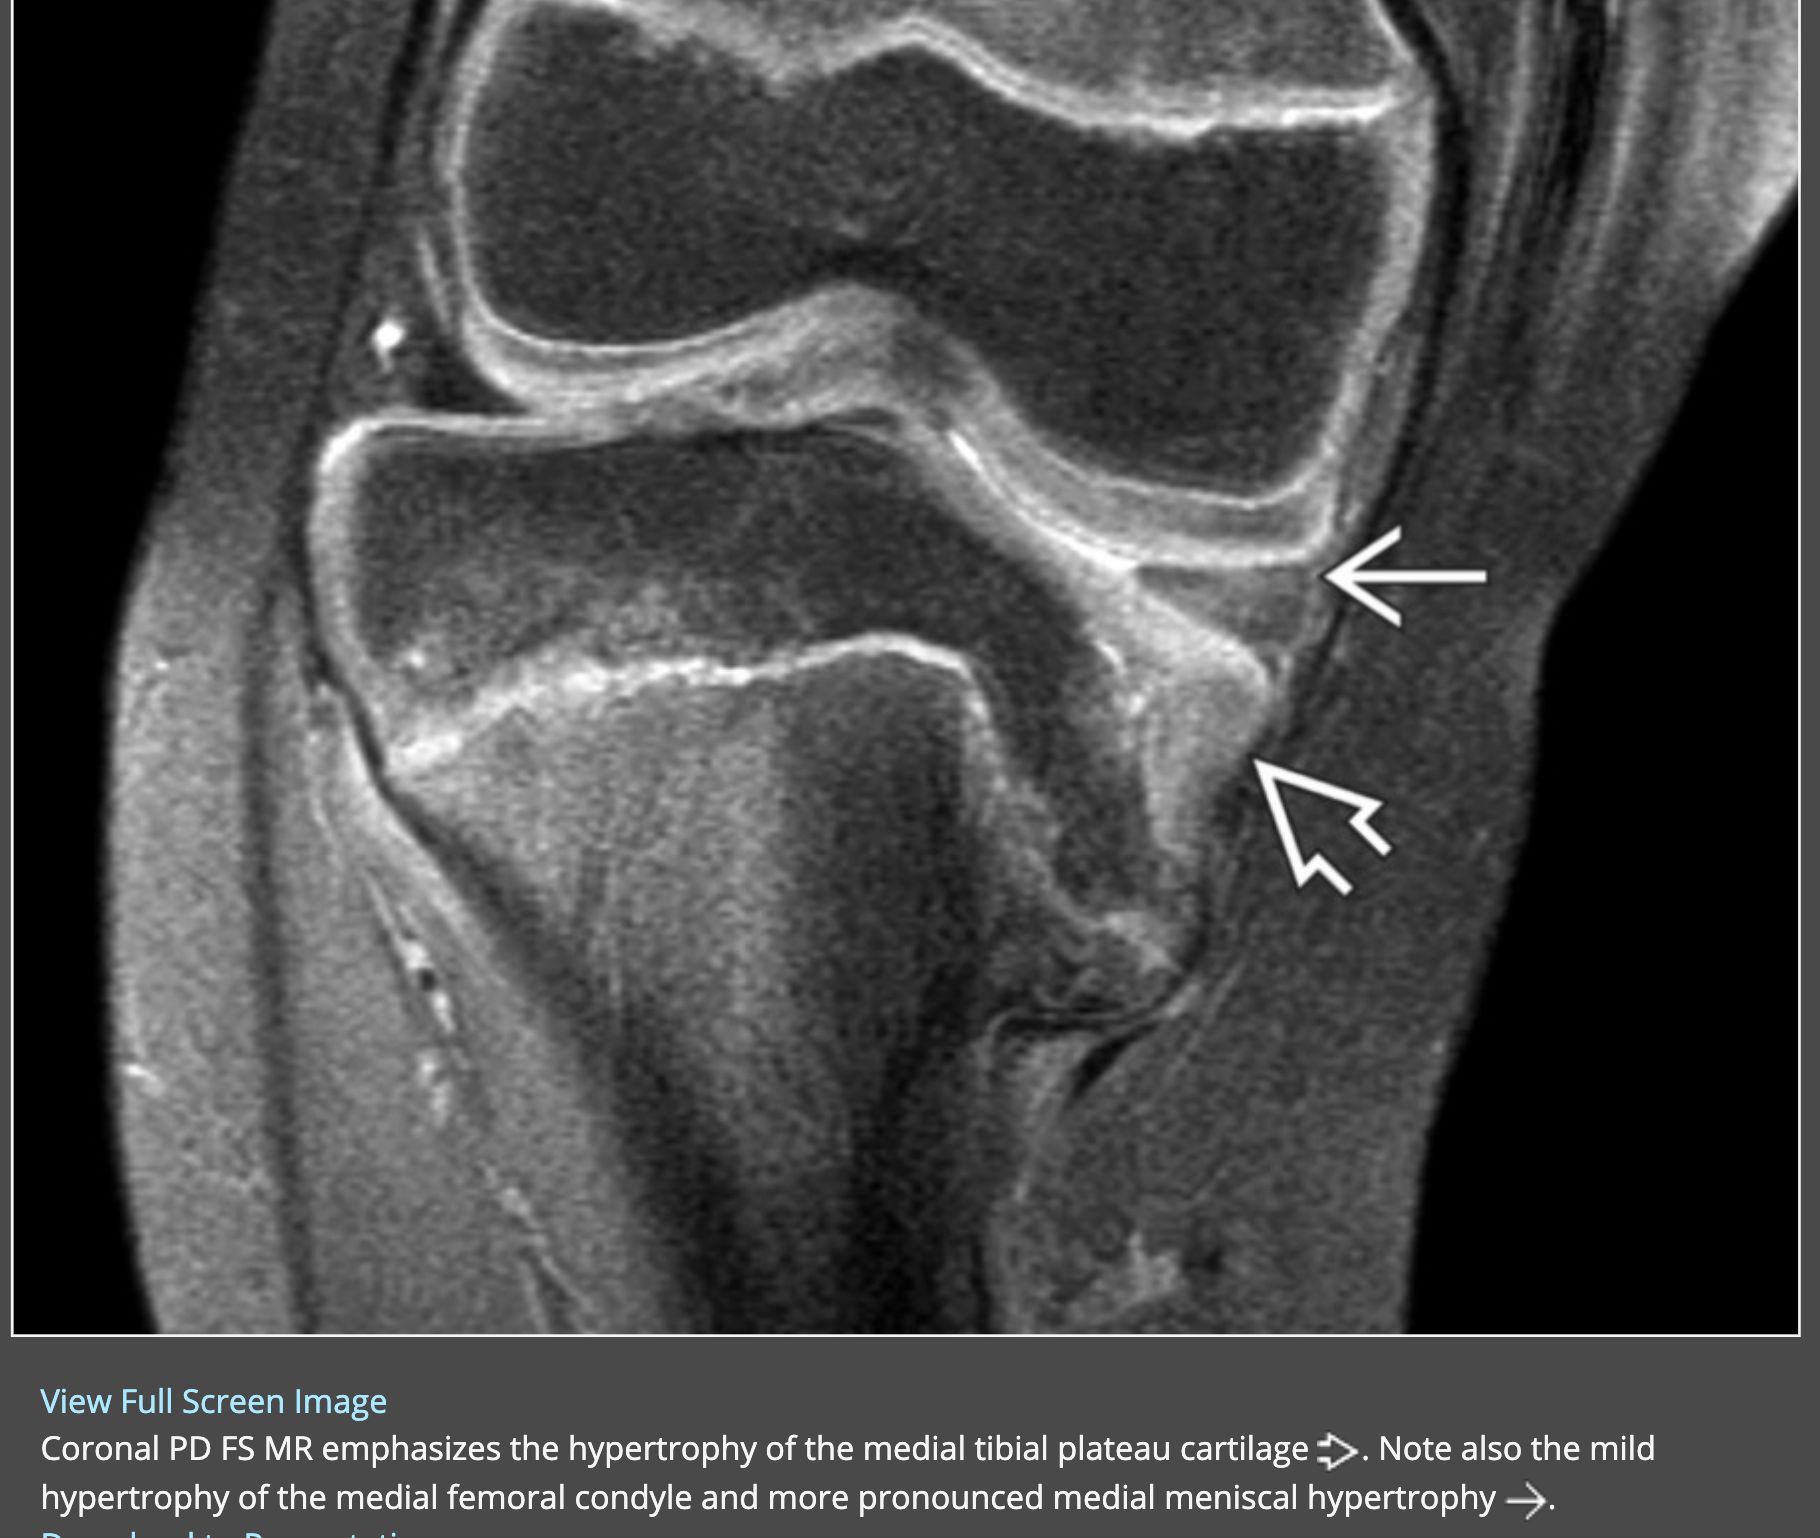 View Full Screen Image
Coronal PD FS MR emphasizes the hypertrophy of the medial tibial plateau cartilage . Note also the mild
hypertrophy of the medial femoral condyle and more pronounced medial meniscal hypertrophy .